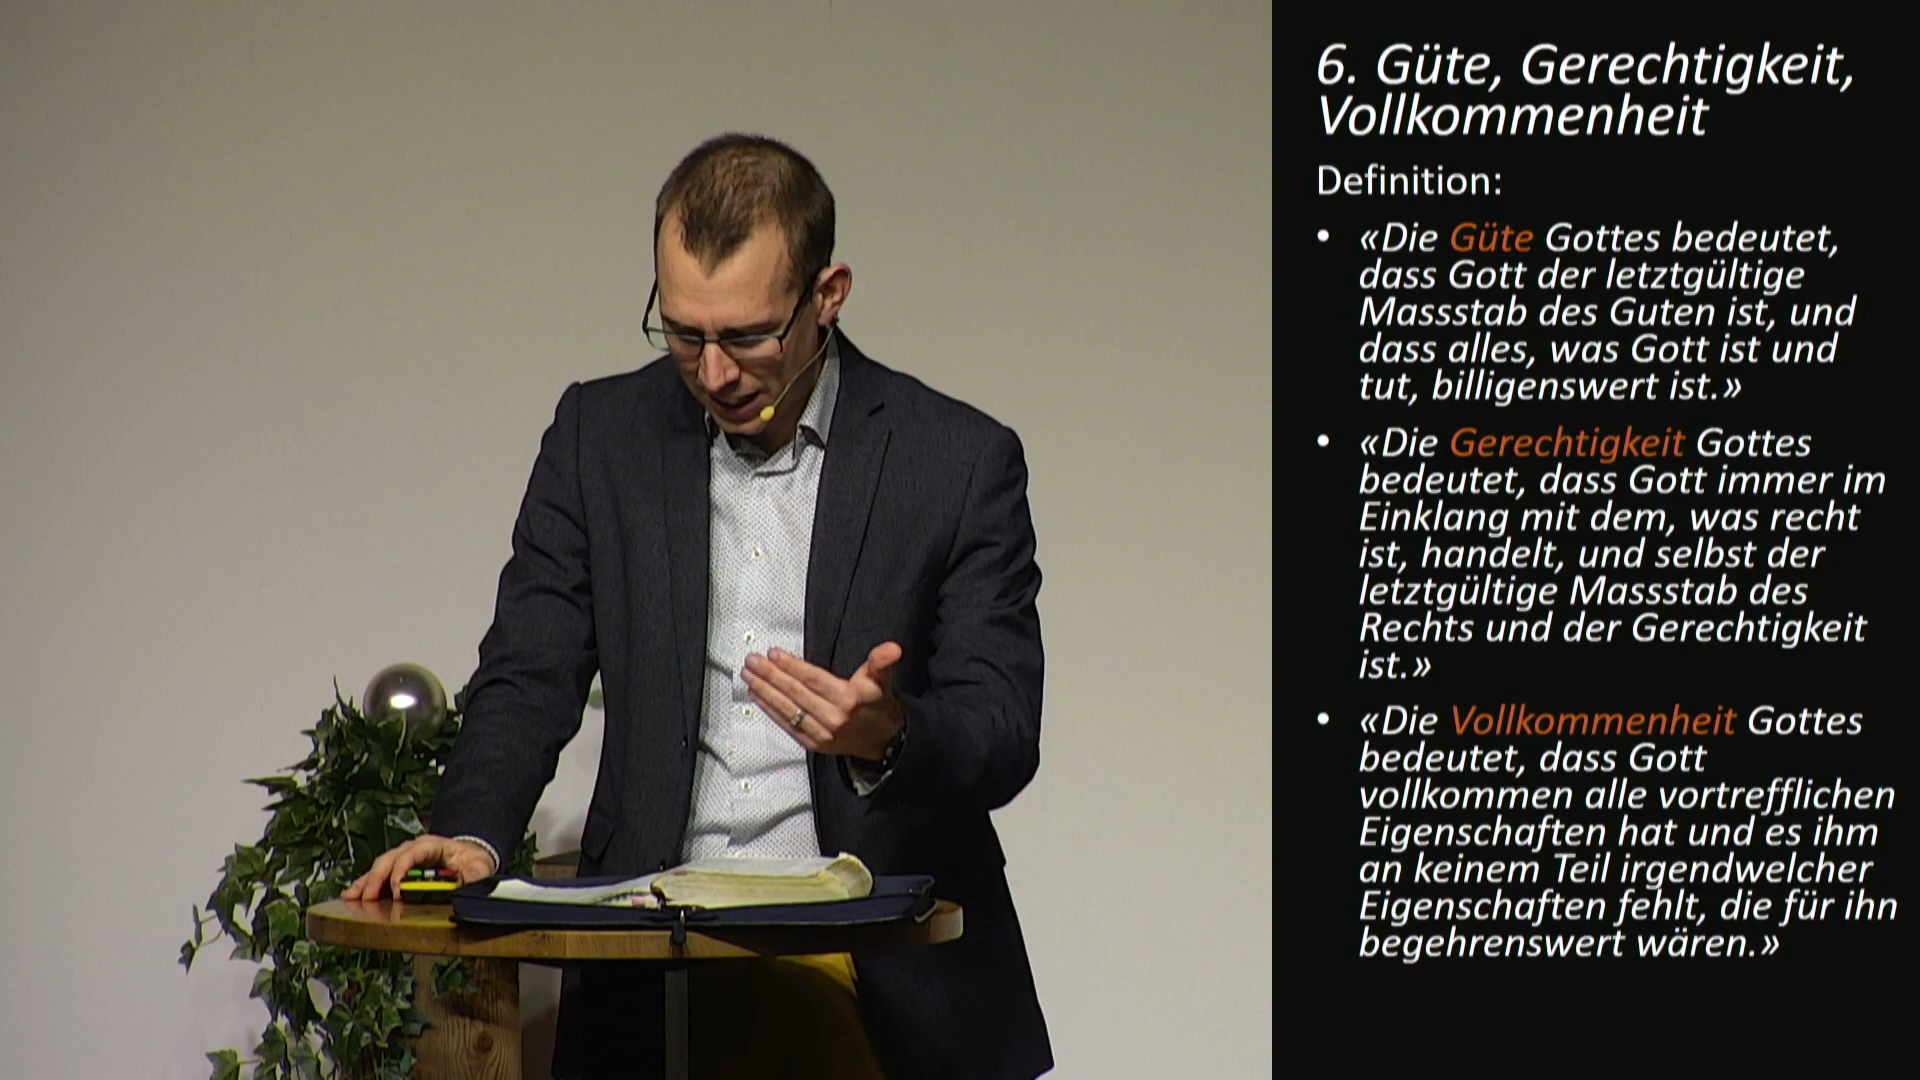 6. Güte, Gerechtigkeit,
Vollkommenheit
Definition:
• «Die Güte Gottes bedeutet,
dass Gott der letztgültige
Massstab des Guten ist, und
dass alles, was Gott ist und
tut, billigenswert ist.»
• «Die Gerechtigkeit Gottes
bedeutet, dass Gott immer im
Einklang mit dem, was recht
ist, handelt, und selbst der
letztgültige Massstab des
Rechts und der Gerechtigkeit
ist.»
• «Die Vollkommenheit Gottes
bedeutet, dass Gott
vollkommen alle vortrefflichen
Eigenschaften hat und es ihm
an keinem Teil irgendwelcher
Eigenschaften fehlt, die für ihn
begehrenswert wären.»